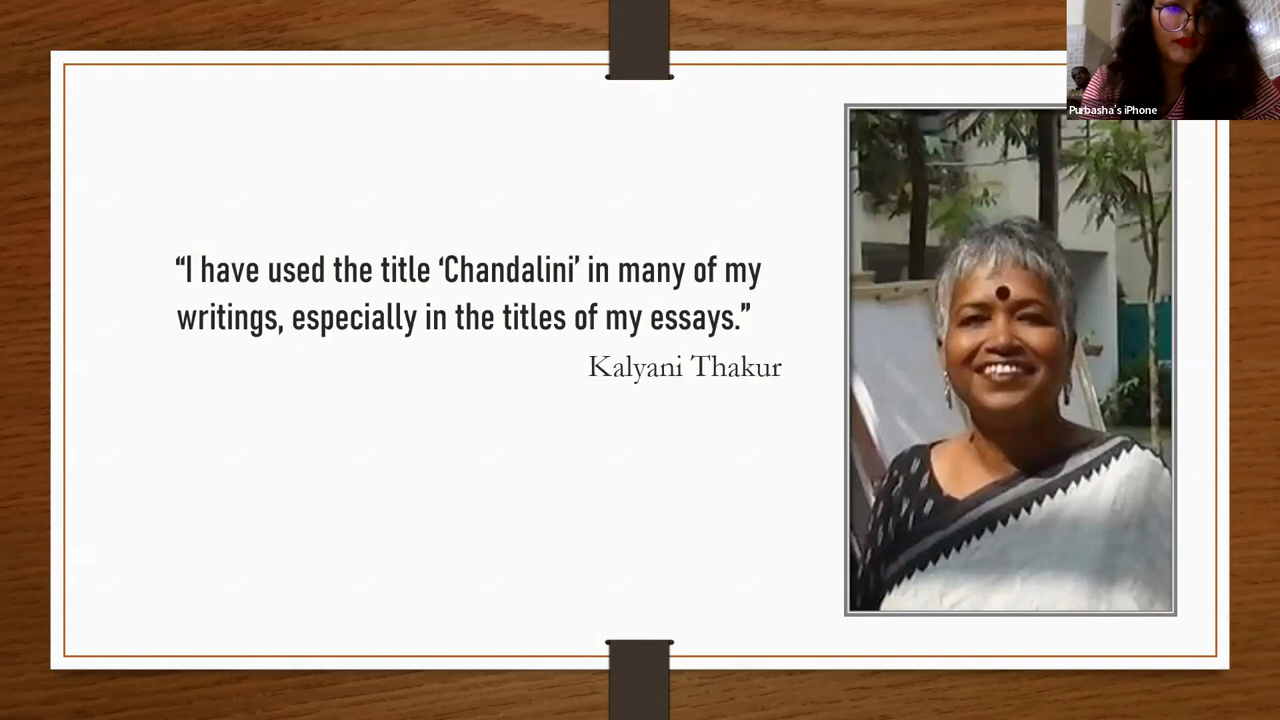 Purbasha's iPhone
“I have used the title ‘Chandalini’ in many of my
writings, especially in the titles of my essays.”
Kalyani Thakur